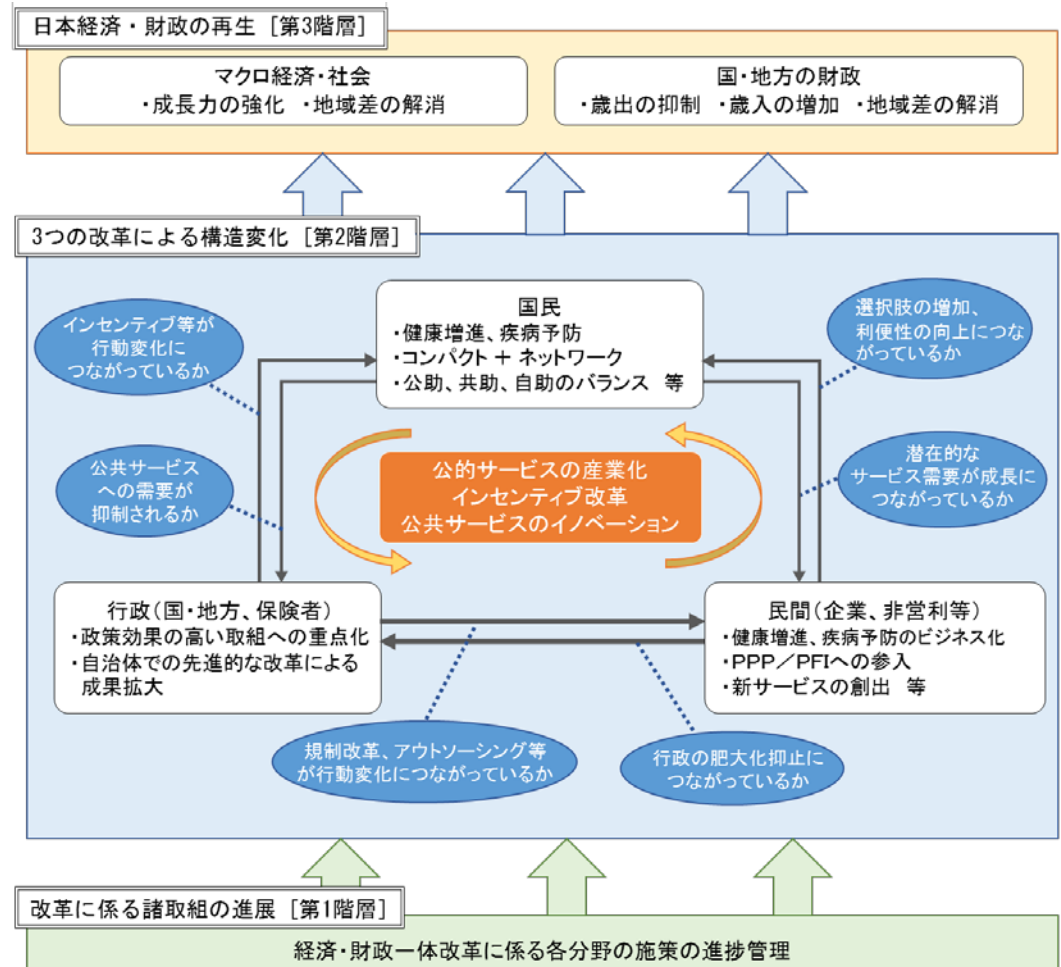 日本経済・財政の再生 [第3階層]
マクロ経済・社会
・成長力の強化 ・地域差の解消
国・地方の財政
・歳出の抑制 ・歳入の増加 ・地域差の解消
3つの改革による構造変化 [第2階層]
インセンティブ等が
行動変化に
つながっているか
国民
・健康増進、疾病予防
・コンパクト + ネットワーク
・公助、共助、自助のバランス 等
選択肢の増加、
利便性の向上につな
がっているか
公共サービス
への需要が
抑制されるか
公的サービスの産業化
インセンティブ改革
公共サービスのイノベーション
潜在的な
サービス需要が成長に
つながっているか
行政(国・地方、保険者)
・政策効果の高い取組への重点化
・自治体での先進的な改革による
成果拡大
民間(企業、非営利等)
・健康増進、疾病予防のビジネス化
・PPP/PFIへの参入
・新サービスの創出 等
規制改革、アウトソーシング等
が行動変化につながっているか
行政の肥大化抑止に
つながっているか
改革に係る諸取組の進展 [第1階層]
経済・財政一体改革に係る各分野の施策の進捗管理